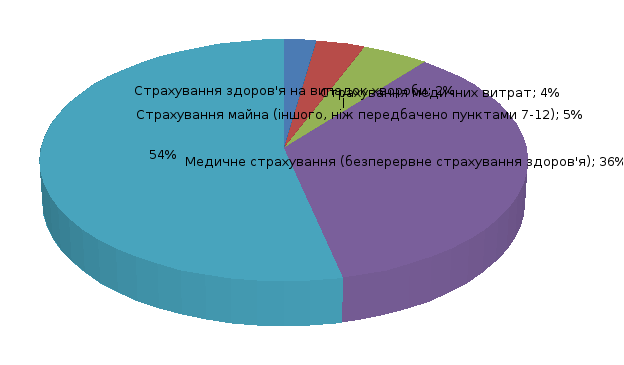 Страхування здоров'я на випадок хвороби; 2%
Страхування медичних витрат; 4%
Страхування майна (іншого, ніж передбачено пунктами 7-12); 5%
54%
Медичне страхування (безперервне страхування здоров'я); 36%